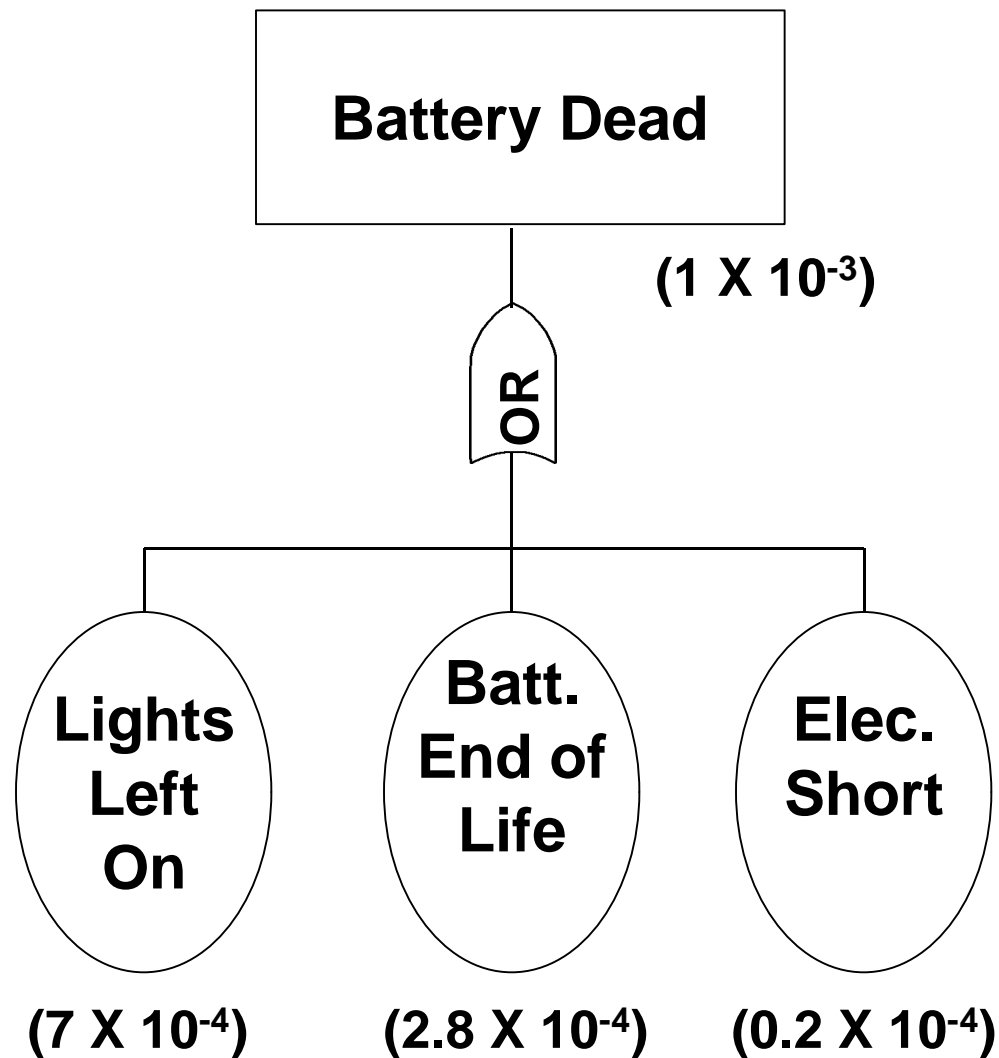 Battery Dead
(1 X 10⁻³)
OR
Lights
Left
On
Batt.
End of
Life
Elec.
Short
(7 X 10⁻⁴)
(2.8 X 10⁻⁴)
(0.2 X 10⁻⁴)